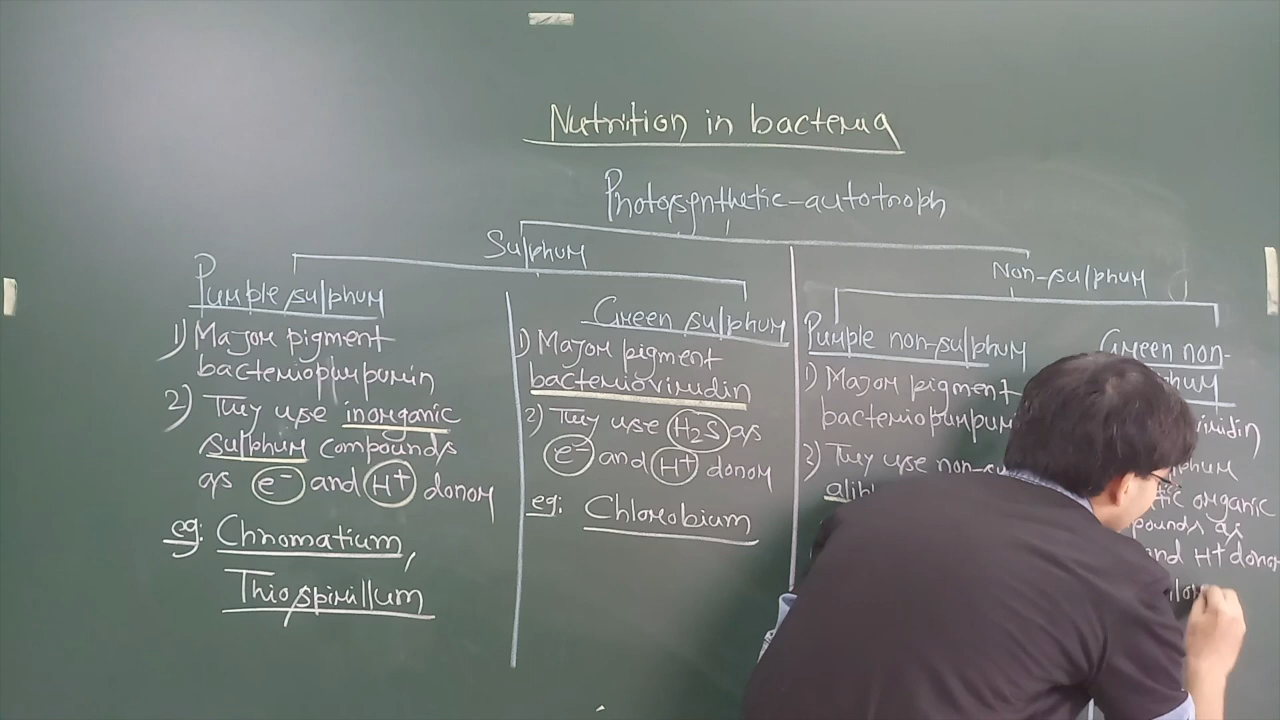 Nutrition in bacteria
Photosynthetic-autotroph
Sulphur
Non-sulphur
Purple sulphur
1) Major pigment
bacteriopurpurin
2) They use inorganic
sulphur compounds
as e⁻ and H⁺ donor
eg: Chromatium,
Thiospirillum
Green sulphur
1) Major pigment
bacterioviridin
2) They use H₂S as
e⁻ and H⁺ donor
eg: Chlorobium
Purple non-sulphur
1) Major pigment
2) They use
Green non-
organic
as
and H⁺ donor